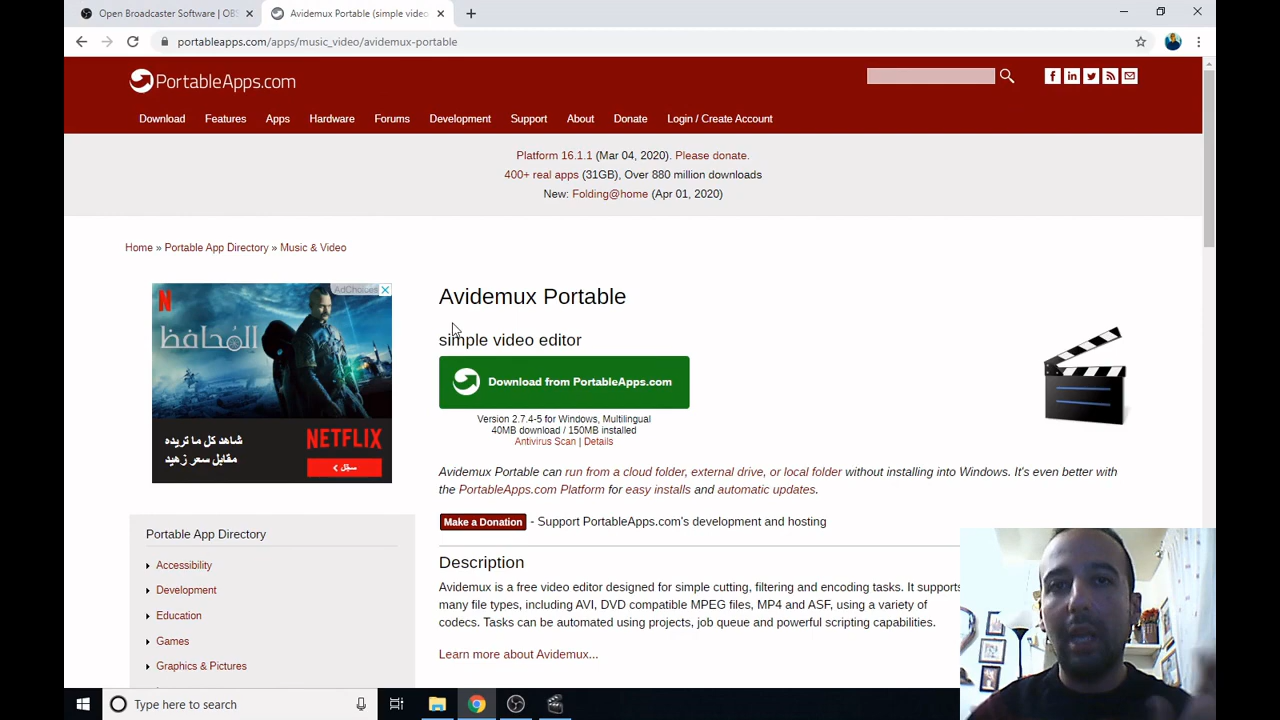 Open Broadcaster Software | OBS
Avidemux Portable (simple video
portableapps.com/apps/music_video/avidemux-portable
PortableApps.com
Download Features Apps Hardware Forums Development Support About Donate Login / Create Account
Platform 16.1.1 (Mar 04, 2020). Please donate.
400+ real apps (31GB), Over 880 million downloads
New: Folding@home (Apr 01, 2020)
Home » Portable App Directory » Music & Video
AdChoices
N
المحافظ
شاهد كل ما تريده
مقابل سعر زهيد
NETFLIX
سجّل >
Avidemux Portable
simple video editor
Download from PortableApps.com
Version 2.7.4-5 for Windows, Multilingual
40MB download / 150MB installed
Antivirus Scan | Details
Avidemux Portable can run from a cloud folder, external drive, or local folder without installing into Windows. It's even better with
the PortableApps.com Platform for easy installs and automatic updates.
Make a Donation - Support PortableApps.com's development and hosting
Portable App Directory
Accessibility
Development
Education
Games
Graphics & Pictures
Description
Avidemux is a free video editor designed for simple cutting, filtering and encoding tasks. It supports
many file types, including AVI, DVD compatible MPEG files, MP4 and ASF, using a variety of
codecs. Tasks can be automated using projects, job queue and powerful scripting capabilities.
Learn more about Avidemux...
Type here to search